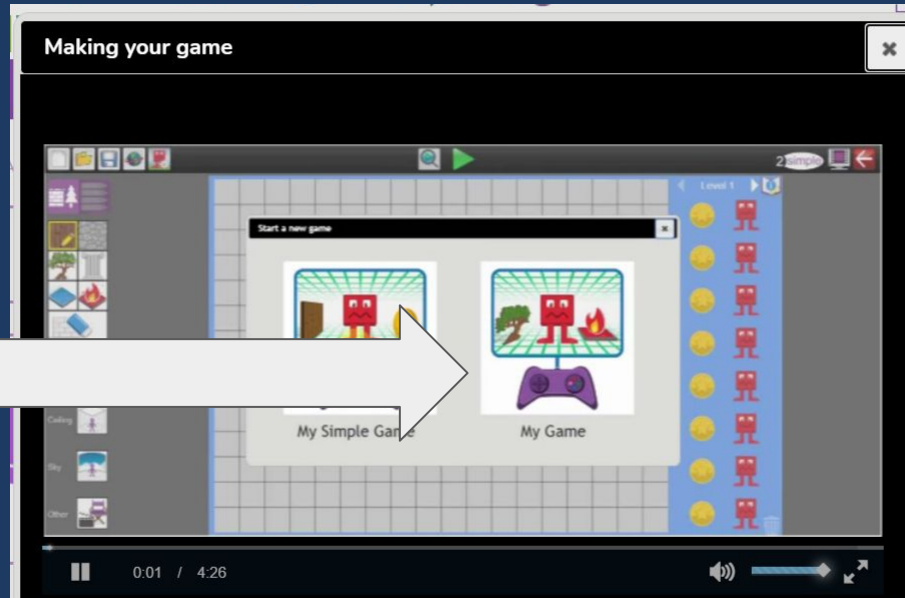 Making your game
2simple
Level 1
Start a new game
My Simple Game
My Game
Ceiling
Sky
Other
0:01 / 4:26